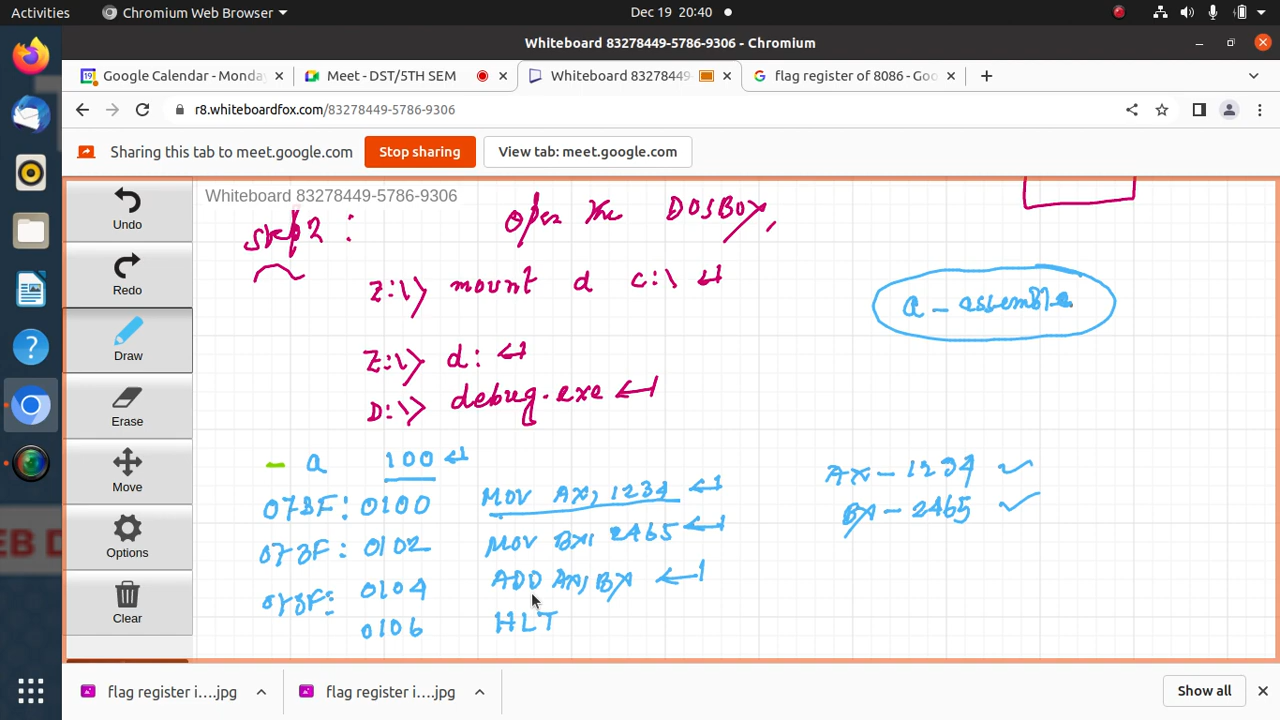 Activities
Chromium Web Browser
Dec 19 20:40
Whiteboard 83278449-5786-9306 - Chromium
19 Google Calendar - Monda
Meet - DST/5TH SEM
Whiteboard 83278449
flag register of 8086 - Goo
r8.whiteboardfox.com/83278449-5786-9306
Sharing this tab to meet.google.com
Stop sharing
View tab: meet.google.com
Whiteboard 83278449-5786-9306
Undo
Redo
Draw
Erase
Move
Options
Clear
Step 2 : Open the DOSBOX,
Z:\> mount d c:\ ↵
a - assemble
Z:\> d: ↵
D:\> debug.exe ↵
- a 100 ↵
073F: 0100 MOV AX, 1234 ↵
073F: 0102 MOV BX, 2465 ↵
073F: 0104 ADD AX, BX ↵
0106 HLT
AX - 1234 ✓
BX - 2465 ✓
flag register i....jpg
flag register i....jpg
Show all